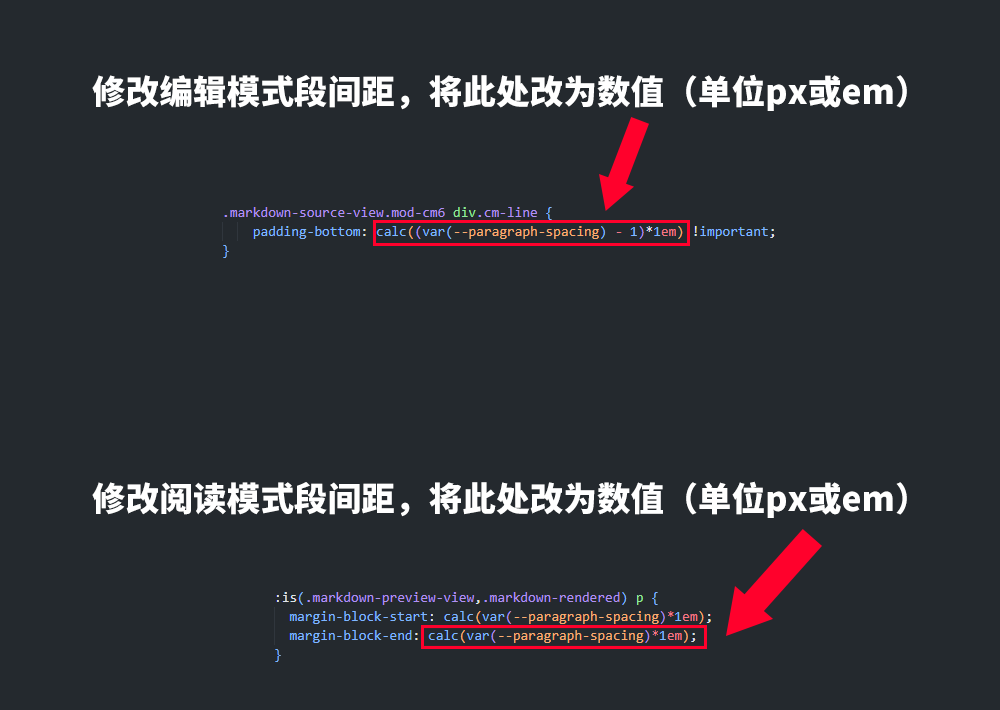 修改编辑模式段间距，将此处改为数值（单位px或em）
.markdown-source-view.mod-cm6 div.cm-line {
    padding-bottom: calc((var(--paragraph-spacing) - 1)*1em) !important;
}
修改阅读模式段间距，将此处改为数值（单位px或em）
:is(.markdown-preview-view,.markdown-rendered) p {
  margin-block-start: calc(var(--paragraph-spacing)*1em);
  margin-block-end: calc(var(--paragraph-spacing)*1em);
}